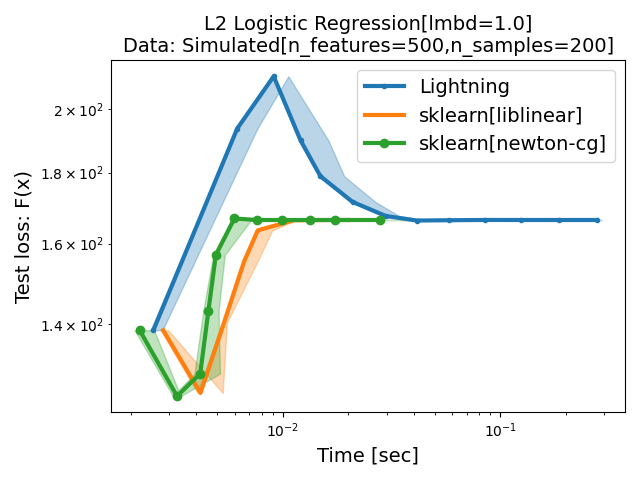 L2 Logistic Regression[lmbd=1.0]
Data: Simulated[n_features=500,n_samples=200]
Lightning
sklearn[liblinear]
sklearn[newton-cg]
Test loss: F(x)
2 × 10²
1.8 × 10²
1.6 × 10²
1.4 × 10²
10⁻²
10⁻¹
Time [sec]